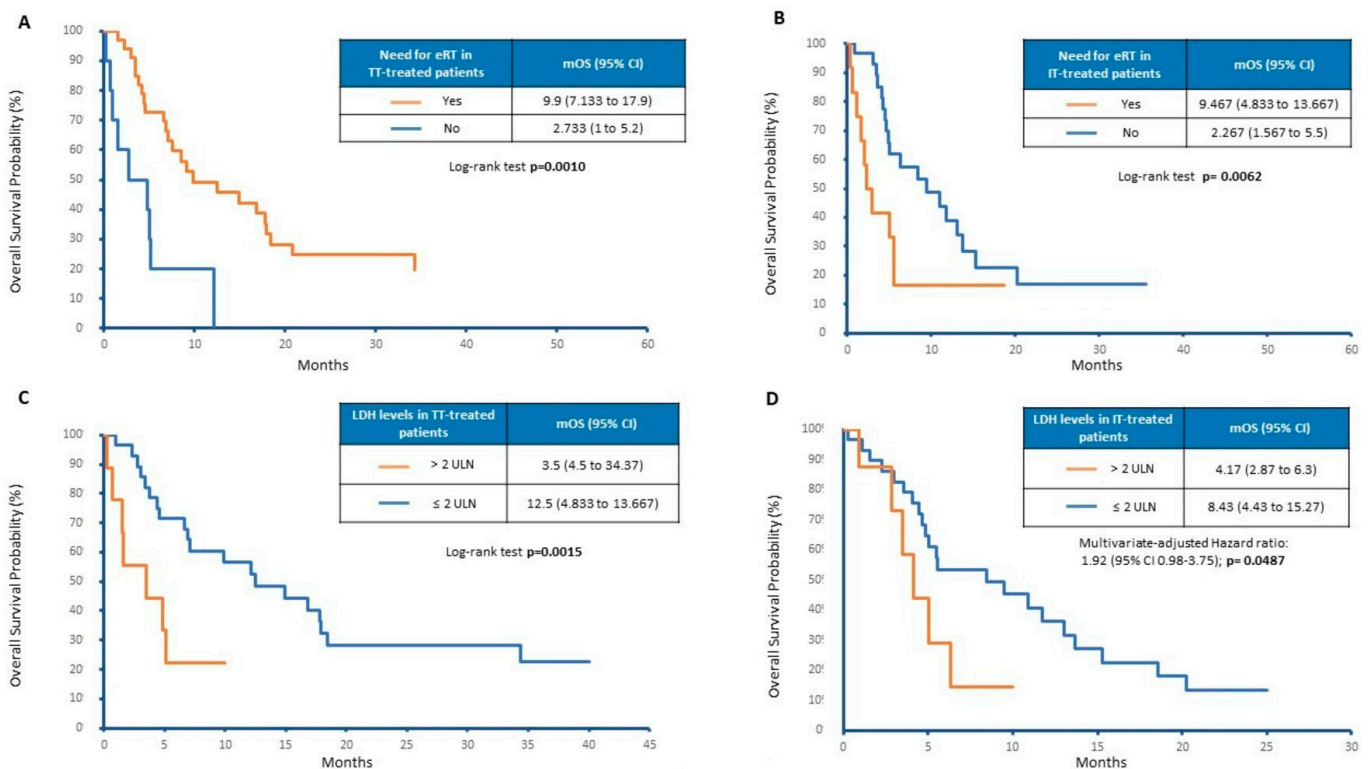 A
Need for eRT in
TT-treated patients
mOS (95% CI)
Yes
9.9 (7.133 to 17.9)
No
2.733 (1 to 5.2)
Log-rank test p=0.0010
Overall Survival Probability (%)
100
90
80
70
60
50
40
30
20
10
0
0 10 20 30 40 50 60
Months
B
Need for eRT in
IT-treated patients
mOS (95% CI)
Yes
9.467 (4.833 to 13.667)
No
2.267 (1.567 to 5.5)
Log-rank test p= 0.0062
Overall Survival Probability (%)
100
90
80
70
60
50
40
30
20
10
0
0 10 20 30 40 50 60
Months
C
LDH levels in TT-treated
patients
mOS (95% CI)
> 2 ULN
3.5 (4.5 to 34.37)
≤ 2 ULN
12.5 (4.833 to 13.667)
Log-rank test p=0.0015
Overall Survival Probability (%)
100
90
80
70
60
50
40
30
20
10
0
0 5 10 15 20 25 30 35 40 45
Months
D
LDH levels in IT-treated
patients
mOS (95% CI)
> 2 ULN
4.17 (2.87 to 6.3)
≤ 2 ULN
8.43 (4.43 to 15.27)
Multivariate-adjusted Hazard ratio:
1.92 (95% CI 0.98-3.75); p= 0.0487
Overall Survival Probability (%)
100
90
80
70
60
50
40
30
20
10
0
0 5 10 15 20 25 30
Months